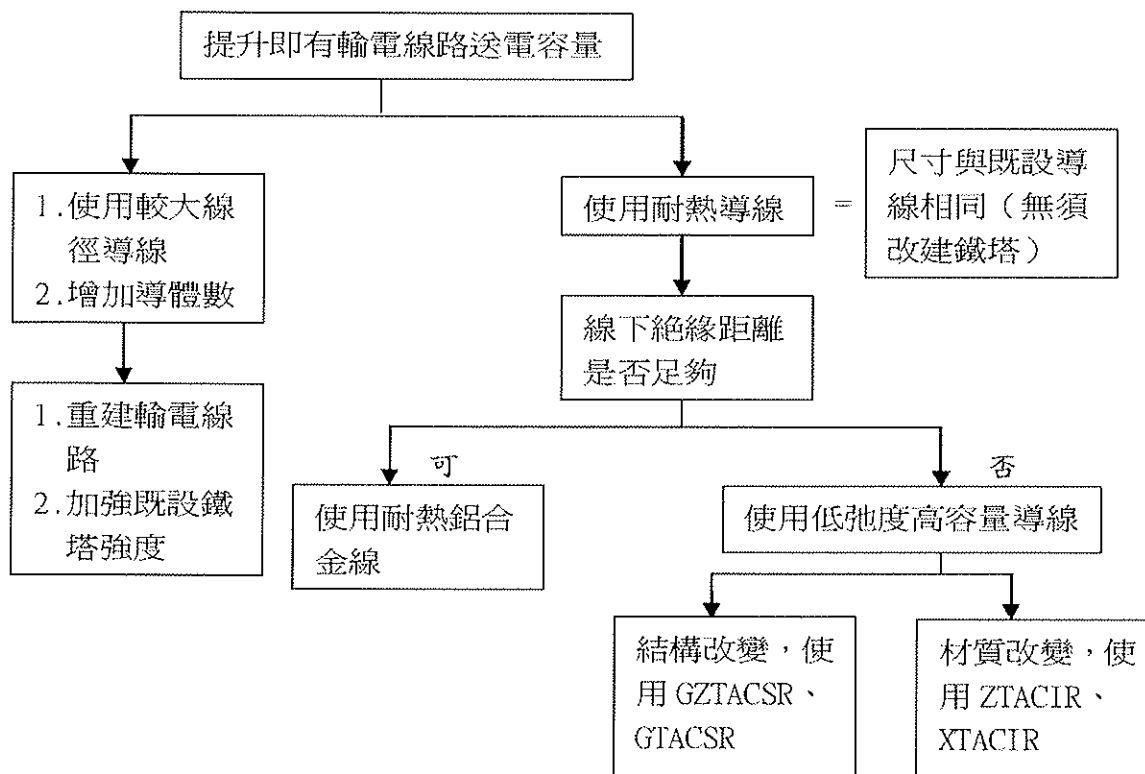 提升即有輸電線路送電容量
1.使用較大線
徑導線
2.增加導體數
使用耐熱導線
=
尺寸與既設導
線相同（無須
改建鐵塔）
線下絕緣距離
是否足夠
1.重建輸電線
路
2.加強既設鐵
塔強度
可
否
使用耐熱鋁合
金線
使用低弛度高容量導線
結構改變，使
用 GZTACSR、
GTACSR
材質改變，使
用 ZTACIR、
XTACIR